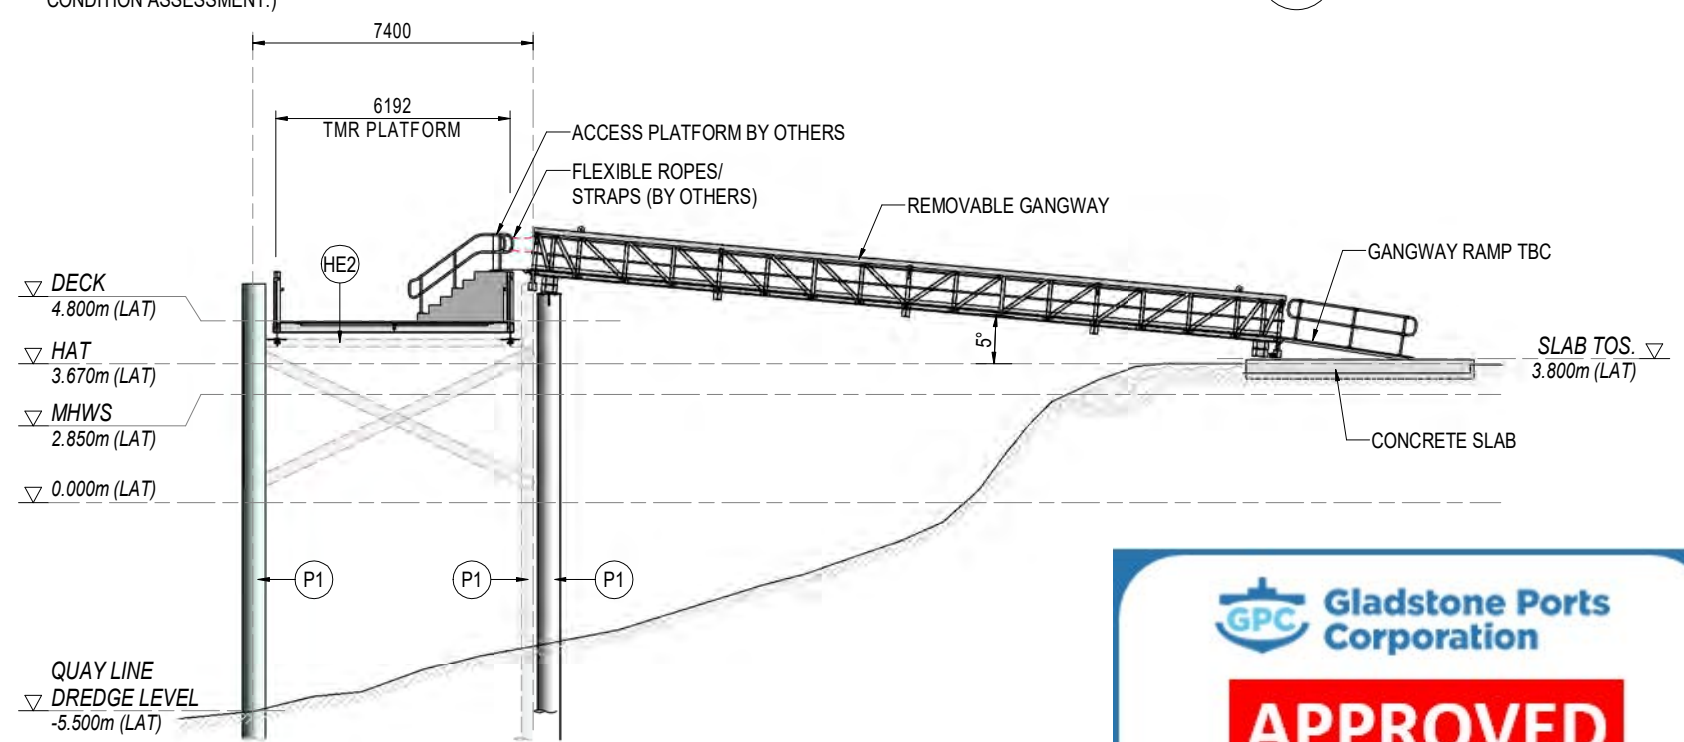 CONDITION ASSESSMENT.)
7400
6192
TMR PLATFORM
ACCESS PLATFORM BY OTHERS
FLEXIBLE ROPES/
STRAPS (BY OTHERS)
REMOVABLE GANGWAY
GANGWAY RAMP TBC
HE2
DECK
4.800m (LAT)
HAT
3.670m (LAT)
5°
SLAB TOS.
3.800m (LAT)
MHWS
2.850m (LAT)
CONCRETE SLAB
0.000m (LAT)
P1
P1
P1
QUAY LINE
DREDGE LEVEL
-5.500m (LAT)
GPC
Gladstone Ports
Corporation
APPROVED